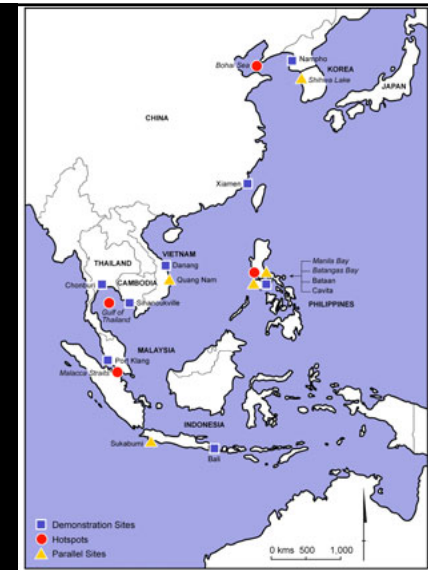 Bohai Sea
Nampho
KOREA
Shihwa Lake
JAPAN
CHINA
Xiamen
THAILAND
VIETNAM
Danang
Chonburi
CAMBODIA
Quang Nam
Sihanoukville
Gulf of
Thailand
Manila Bay
Batangas Bay
Bataan
Cavita
PHILIPPINES
MALAYSIA
Port Klang
Malacca Straits
INDONESIA
Sukabumi
Bali
Demonstration Sites
Hotspots
Parallel Sites
0 kms 500 1,000